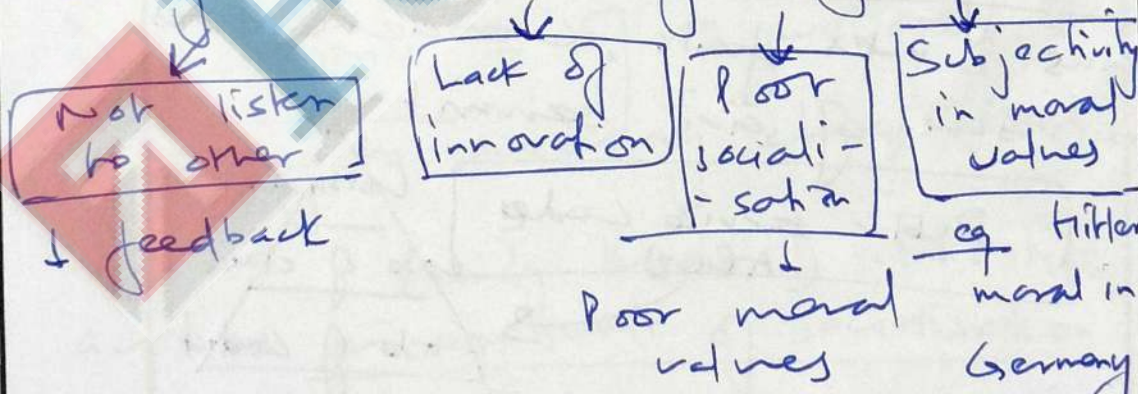 Not listen
to other
↓ feedback
Lack of
innovation
Poor
sociali-
-sation
↓
Poor moral
values
Subjectivity
in moral
values
eg Hitler
moral in
Germany